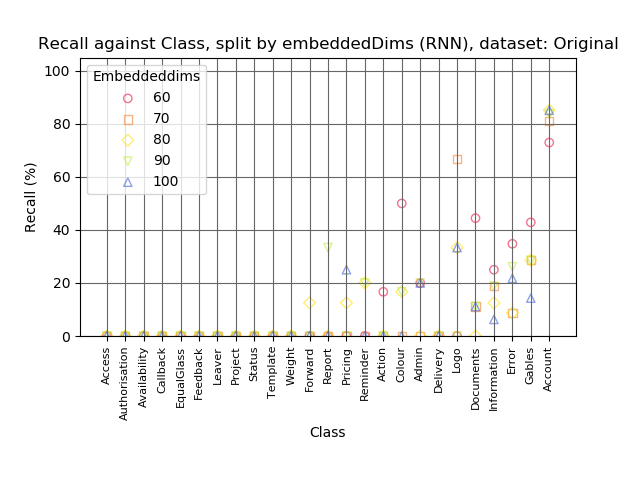 Recall against Class, split by embeddedDims (RNN), dataset: Original
Recall (%)
100
80
60
40
20
0
Embeddeddims
60
70
80
90
100
Access
Authorisation
Availability
Callback
EqualGlass
Feedback
Leaver
Project
Status
Template
Weight
Forward
Report
Pricing
Reminder
Action
Colour
Admin
Delivery
Logo
Documents
Information
Error
Gables
Account
Class